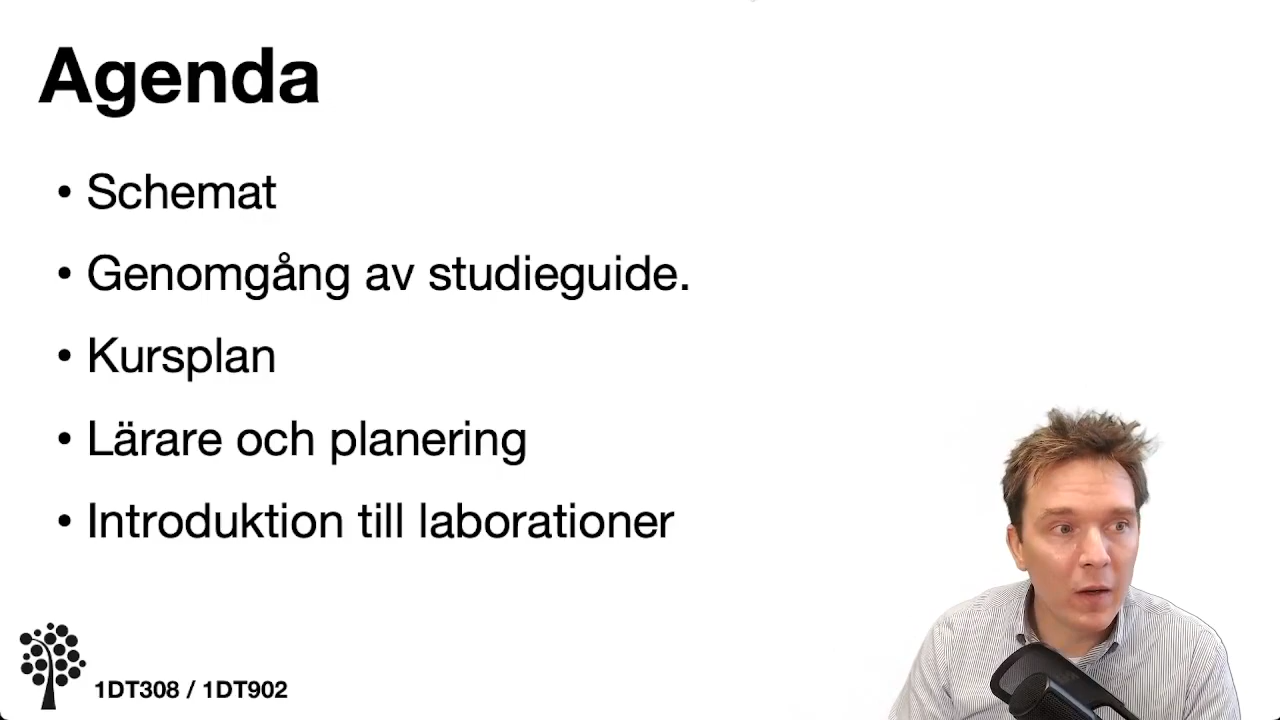 Agenda
• Schemat
• Genomgång av studieguide.
• Kursplan
• Lärare och planering
• Introduktion till laborationer
1DT308 / 1DT902